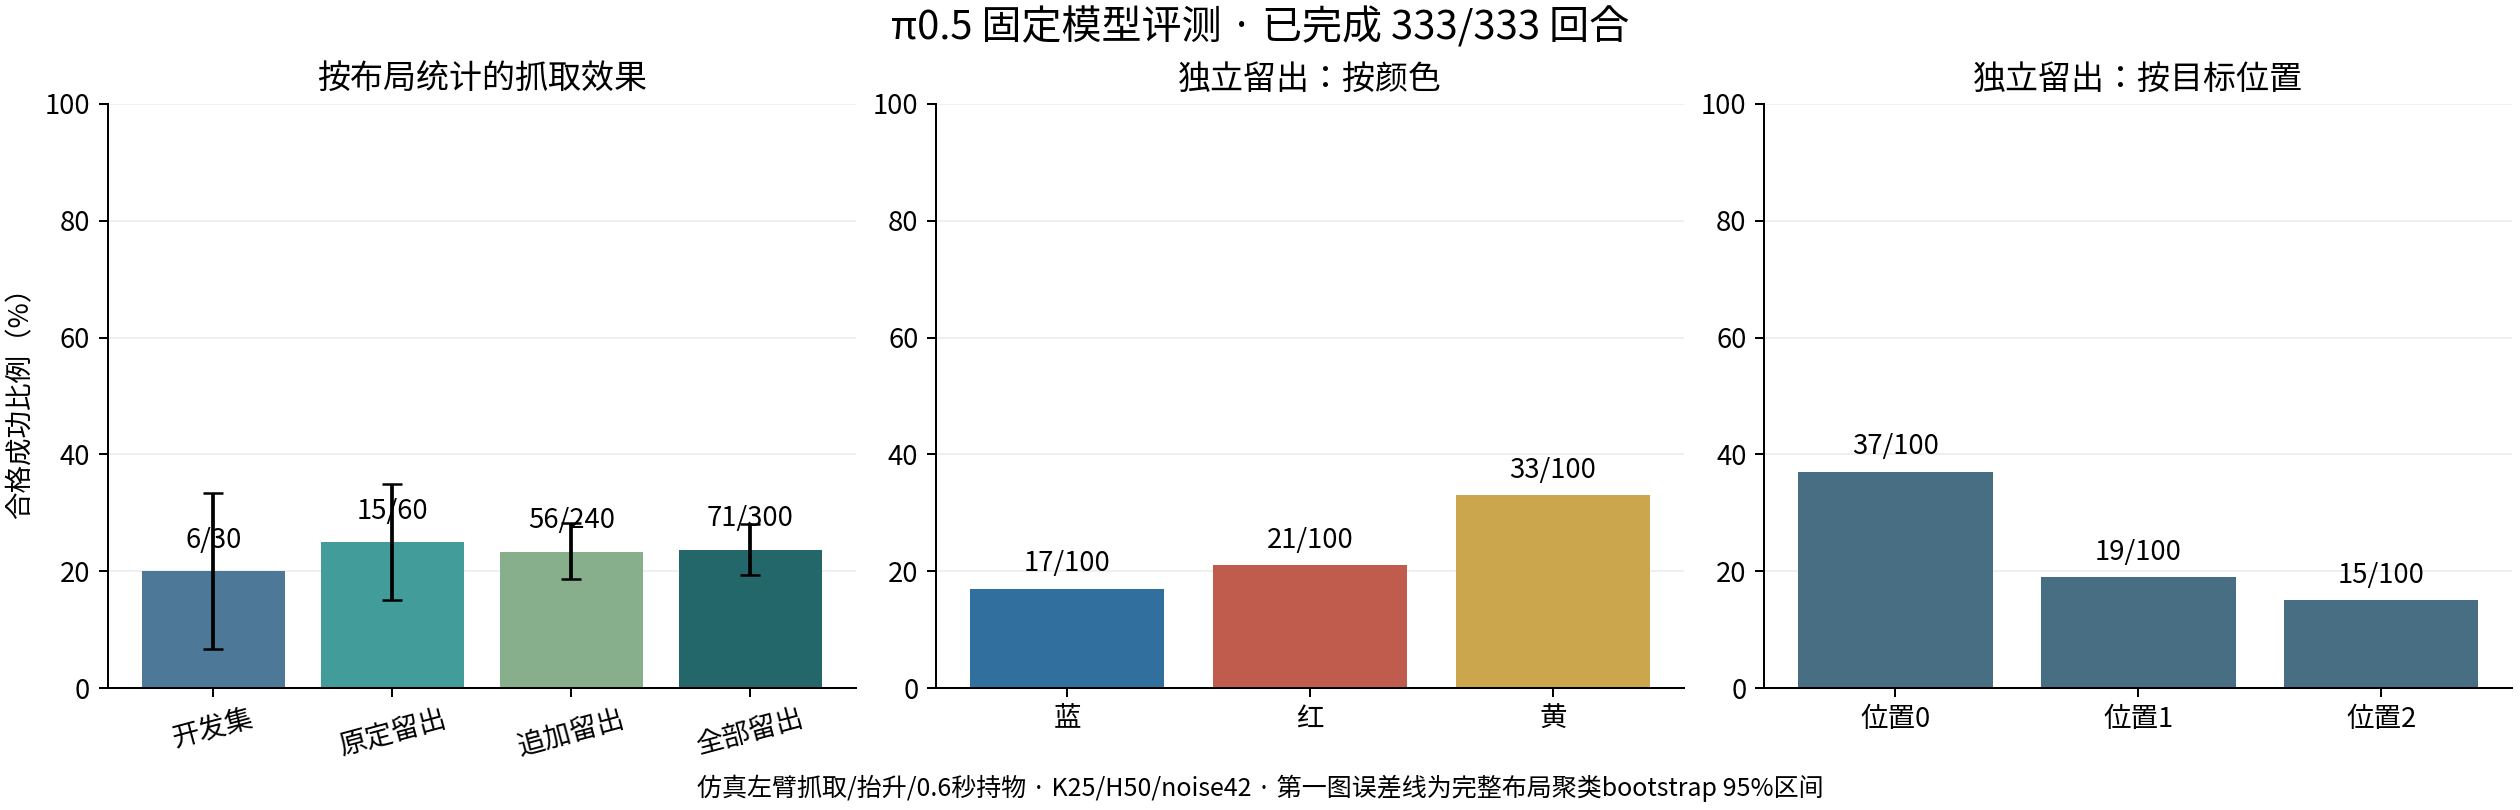 π0.5 固定模型评测 · 已完成 333/333 回合
按布局统计的抓取效果
合格成功比例（%）
100
80
60
40
20
0
6/30
15/60
56/240
71/300
开发集
原定留出
追加留出
全部留出
独立留出：按颜色
100
80
60
40
20
0
17/100
21/100
33/100
蓝
红
黄
独立留出：按目标位置
100
80
60
40
20
0
37/100
19/100
15/100
位置0
位置1
位置2
仿真左臂抓取/抬升/0.6秒持物 · K25/H50/noise42 · 第一图误差线为完整布局聚类bootstrap 95%区间